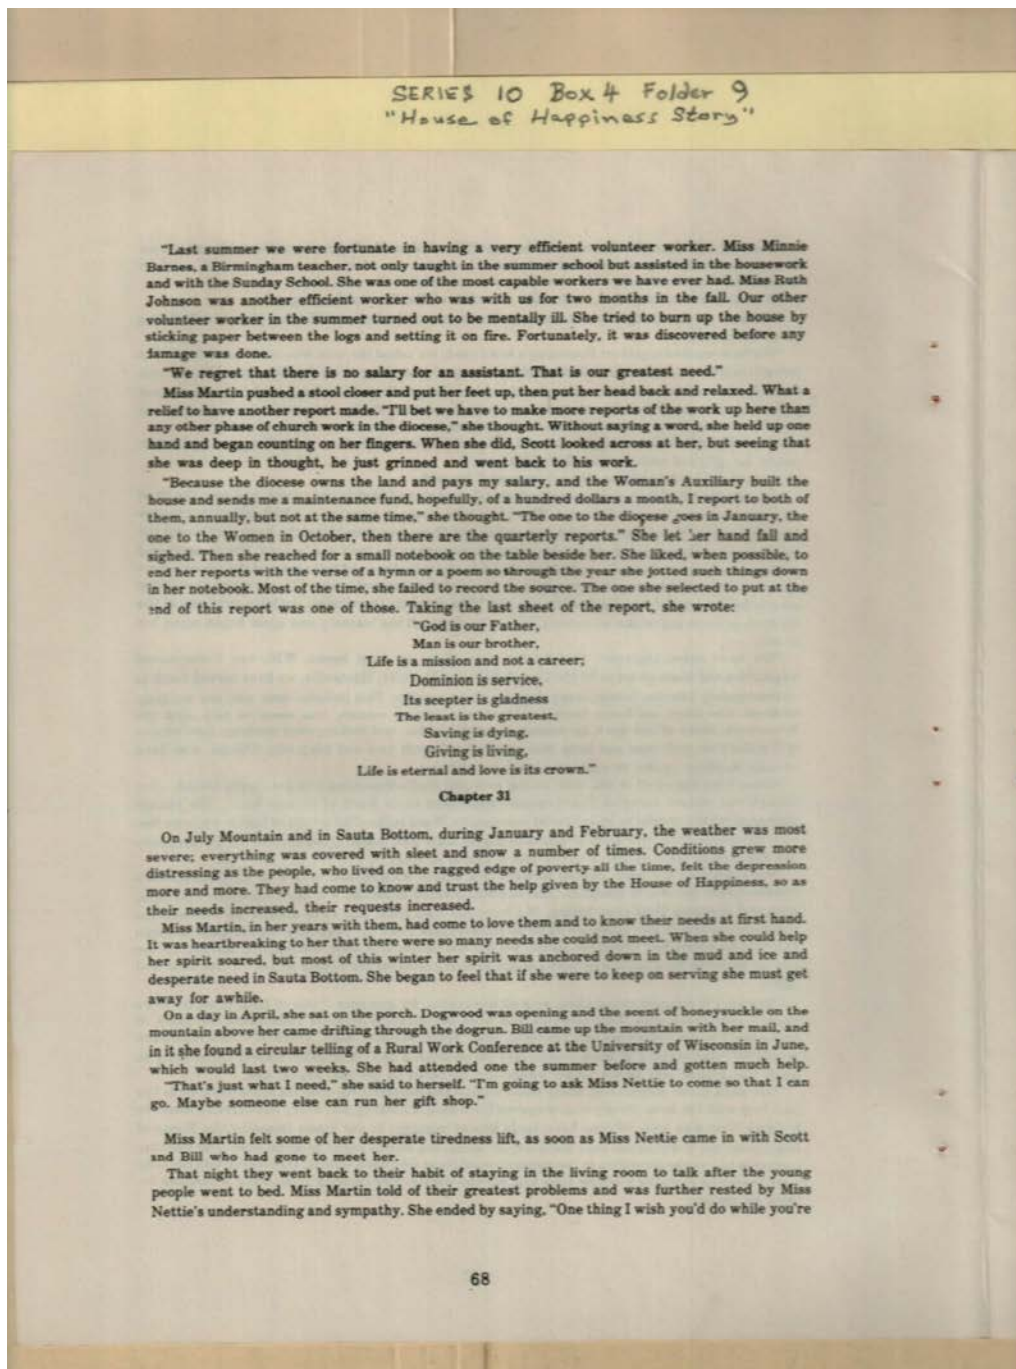 SERIES 10 Box 4 Folder 9
"House of Happiness Story"
"Last summer we were fortunate in having a very efficient volunteer worker. Miss Minnie
Barnes, a Birmingham teacher, not only taught in the summer school but assisted in the housework
and with the Sunday School. She was one of the most capable workers we have ever had. Miss Ruth
Johnson was another efficient worker who was with us for two months in the fall. Our other
volunteer worker in the summer turned out to be mentally ill. She tried to burn up the house by
sticking paper between the logs and setting it on fire. Fortunately, it was discovered before any
damage was done.
"We regret that there is no salary for an assistant. That is our greatest need."
Miss Martin pushed a stool closer and put her feet up, then put her head back and relaxed. What a
relief to have another report made. "I'll bet we have to make more reports of the work up here than
any other phase of church work in the diocese," she thought. Without saying a word, she held up one
hand and began counting on her fingers. When she did, Scott looked across at her, but seeing that
she was deep in thought, he just grinned and went back to his work.
"Because the diocese owns the land and pays my salary, and the Woman's Auxiliary built the
house and sends me a maintenance fund, hopefully, of a hundred dollars a month, I report to both of
them, annually, but not at the same time," she thought. "The one to the diocese goes in January, the
one to the Women in October, then there are the quarterly reports." She let her hand fall and
sighed. Then she reached for a small notebook on the table beside her. She liked, when possible, to
end her reports with the verse of a hymn or a poem so through the year she jotted such things down
in her notebook. Most of the time, she failed to record the source. The one she selected to put at the
end of this report was one of those. Taking the last sheet of the report, she wrote:
"God is our Father,
Man is our brother,
Life is a mission and not a career;
Dominion is service,
Its scepter is gladness
The least is the greatest,
Saving is dying,
Giving is living,
Life is eternal and love is its crown."
Chapter 31
On July Mountain and in Sauta Bottom, during January and February, the weather was most
severe; everything was covered with sleet and snow a number of times. Conditions grew more
distressing as the people, who lived on the ragged edge of poverty all the time, felt the depression
more and more. They had come to know and trust the help given by the House of Happiness, so as
their needs increased, their requests increased.
Miss Martin, in her years with them, had come to love them and to know their needs at first hand.
It was heartbreaking to her that there were so many needs she could not meet. When she could help
her spirit soared, but most of this winter her spirit was anchored down in the mud and ice and
desperate need in Sauta Bottom. She began to feel that if she were to keep on serving she must get
away for awhile.
On a day in April, she sat on the porch. Dogwood was opening and the scent of honeysuckle on the
mountain above her came drifting through the dogrun. Bill came up the mountain with her mail, and
in it she found a circular telling of a Rural Work Conference at the University of Wisconsin in June,
which would last two weeks. She had attended one the summer before and gotten much help.
"That's just what I need," she said to herself. "I'm going to ask Miss Nettie to come so that I can
go. Maybe someone else can run her gift shop."
Miss Martin felt some of her desperate tiredness lift, as soon as Miss Nettie came in with Scott
and Bill who had gone to meet her.
That night they went back to their habit of staying in the living room to talk after the young
people went to bed. Miss Martin told of their greatest problems and was further rested by Miss
Nettie's understanding and sympathy. She ended by saying, "One thing I wish you'd do while you're
68